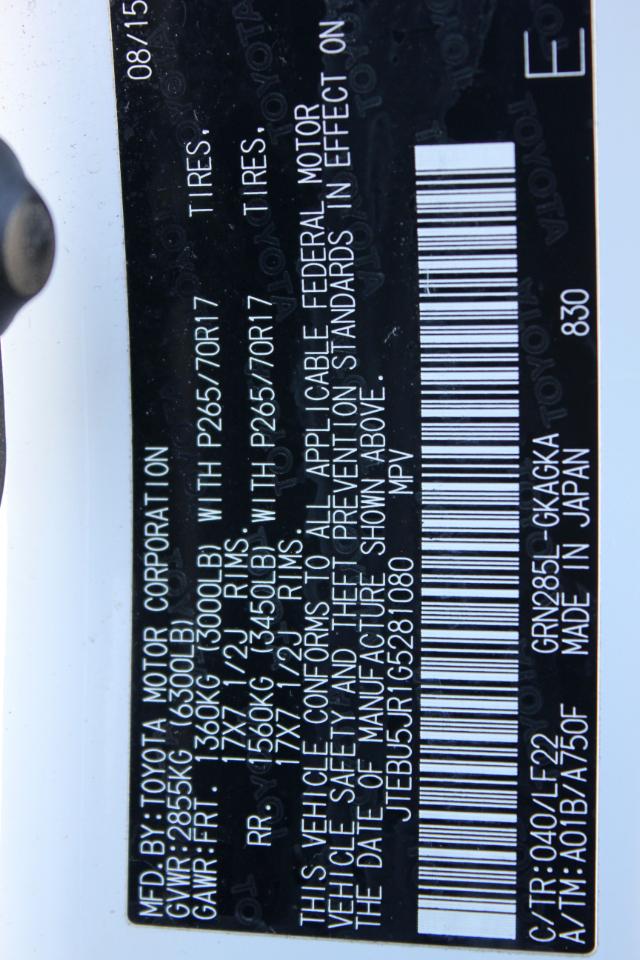 MFD.BY:TOYOTA MOTOR CORPORATION 08/15
GVWR:2855KG (6300LB)
GAWR:FRT. 1360KG (3000LB) WITH P265/70R17 TIRES,
17X7 1/2J RIMS.
RR. 1560KG (3450LB) WITH P265/70R17 TIRES,
17X7 1/2J RIMS.
THIS VEHICLE CONFORMS TO ALL APPLICABLE FEDERAL MOTOR
VEHICLE SAFETY AND THEFT PREVENTION STANDARDS IN EFFECT ON
THE DATE OF MANUFACTURE SHOWN ABOVE.
JTEBU5JR1G5281080 MPV
C/TR:040/LF22 GRN285L-GKAGKA E
A/TM:A01B/A750F MADE IN JAPAN 830